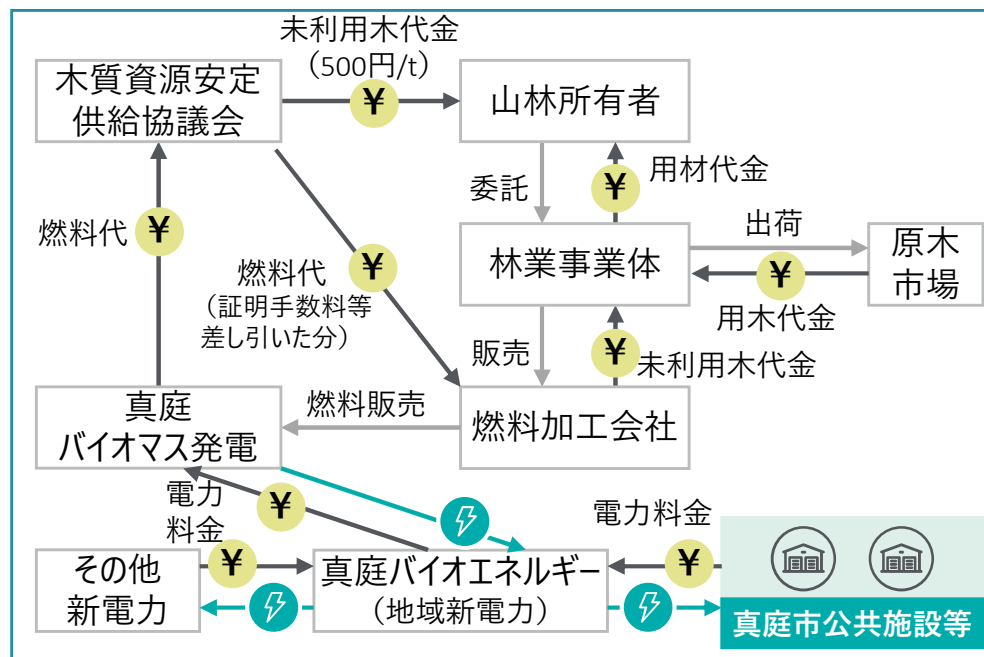 未利用木代金
（500円/t）
木質資源安定
供給協議会
¥
山林所有者
委託
¥
用材代金
燃料代
¥
燃料代
（証明手数料等
差し引いた分）
¥
林業事業体
出荷
¥
用木代金
原木
市場
販売
¥
未利用木代金
真庭
バイオマス発電
燃料販売
燃料加工会社
電力
料金
¥
電力料金
¥
その他
新電力
¥
真庭バイオエネルギー
（地域新電力）
真庭市公共施設等